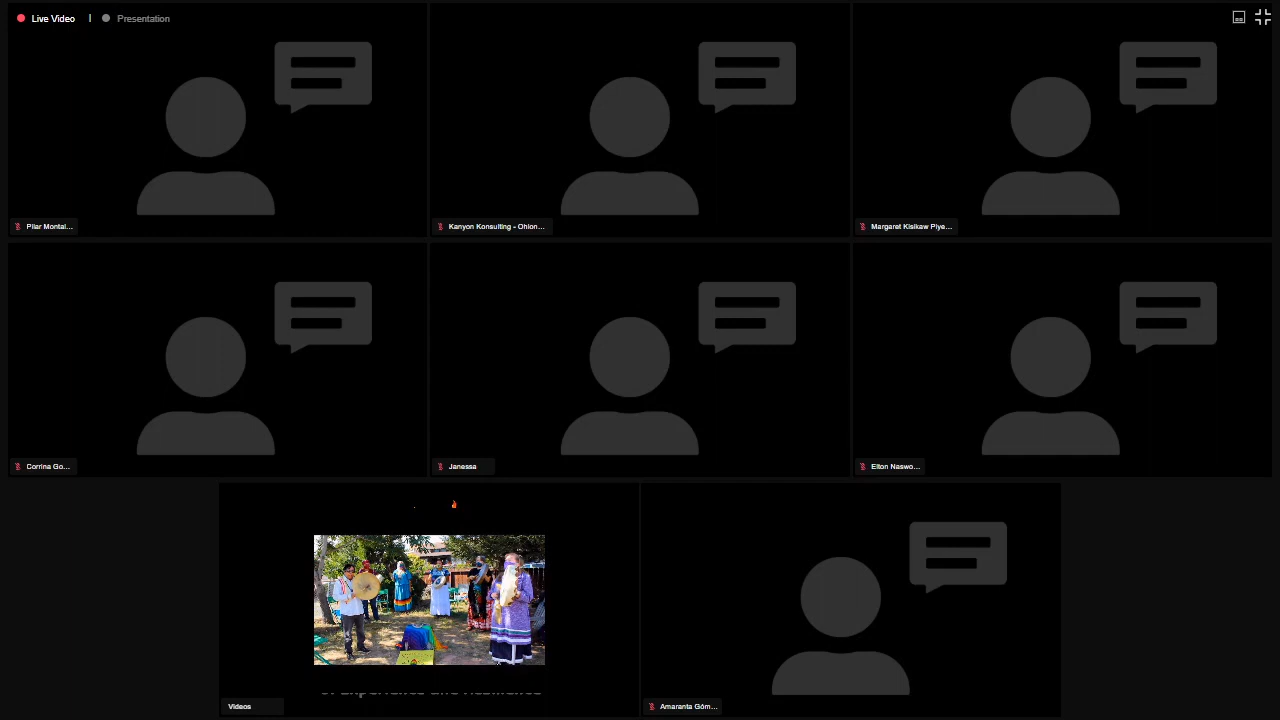 Live Video | Presentation
Pilar Montal...
Kanyon Konsulting - Ohlon...
Margaret Kisikaw Piye...
Corrina Go...
Janessa
Elton Naswo...
Videos
Amaranta Góm...